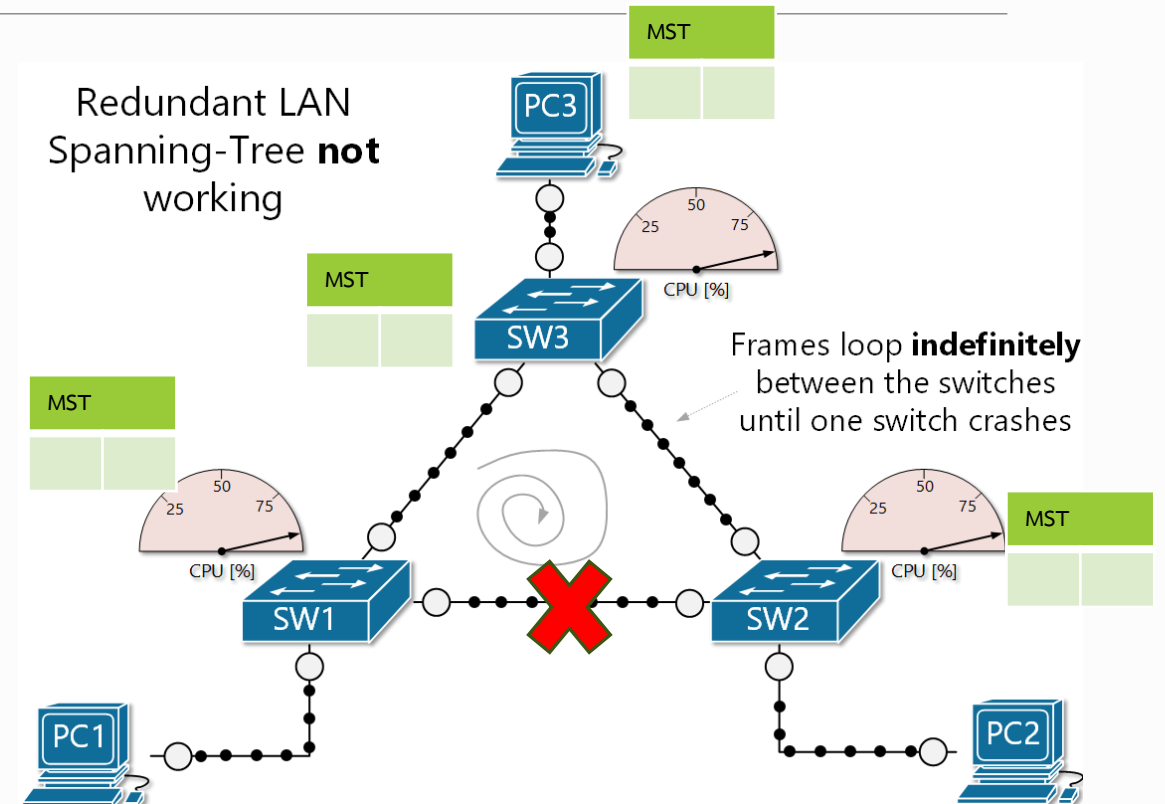 MST
Redundant LAN
Spanning-Tree not
working
PC3
50
25
75
CPU [%]
MST
SW3
Frames loop indefinitely
between the switches
until one switch crashes
MST
50
25
75
CPU [%]
50
25
75
CPU [%]
MST
SW1
SW2
PC1
PC2